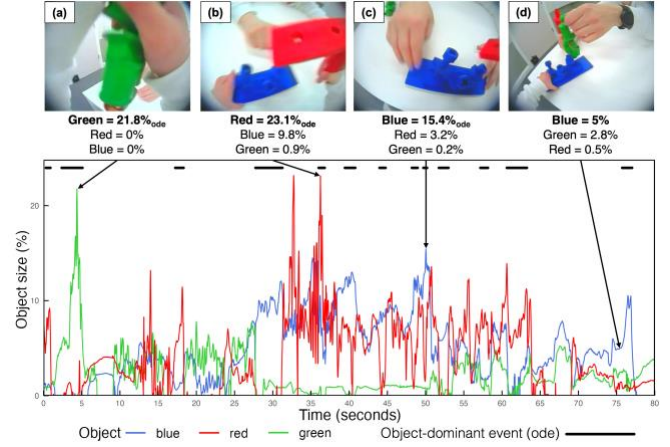 (a) (b) (c) (d)
Green = 21.8%ode Red = 23.1%ode Blue = 15.4%ode Blue = 5%
Red = 0% Blue = 9.8% Red = 3.2% Green = 2.8%
Blue = 0% Green = 0.9% Green = 0.2% Red = 0.5%
Object size (%)
20
10
0
0 5 10 15 20 25 30 35 40 45 50 55 60 65 70 75 80
Time (seconds)
Object blue red green Object-dominant event (ode)